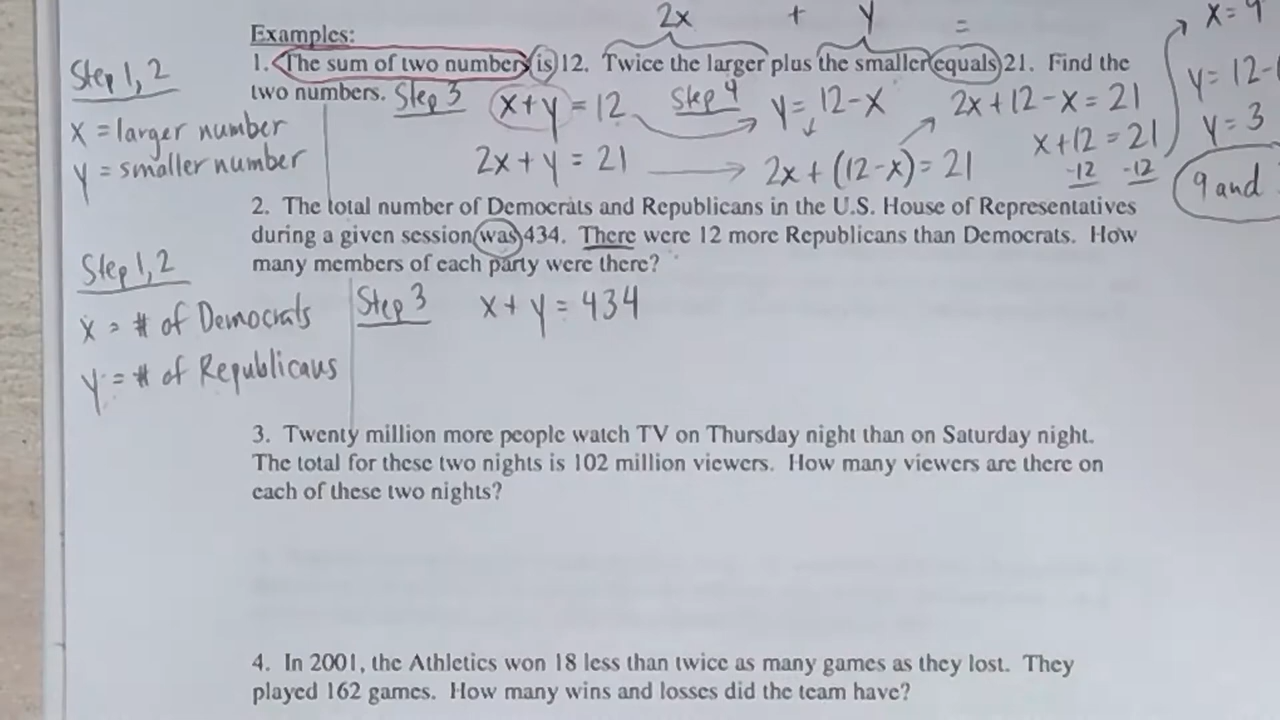 2x + y =
Examples:
1. The sum of two numbers is 12. Twice the larger plus the smaller equals 21. Find the
two numbers.
Step 1, 2
x = larger number
y = smaller number
Step 3
x + y = 12
2x + y = 21
Step 4
y = 12 - x
2x + (12 - x) = 21
2x + 12 - x = 21
x + 12 = 21
-12 -12
x = 9
y = 12 -
y = 3
9 and
2. The total number of Democrats and Republicans in the U.S. House of Representatives
during a given session was 434. There were 12 more Republicans than Democrats. How
many members of each party were there?
Step 1, 2
x = # of Democrats
y = # of Republicans
Step 3
x + y = 434
3. Twenty million more people watch TV on Thursday night than on Saturday night.
The total for these two nights is 102 million viewers. How many viewers are there on
each of these two nights?
4. In 2001, the Athletics won 18 less than twice as many games as they lost. They
played 162 games. How many wins and losses did the team have?